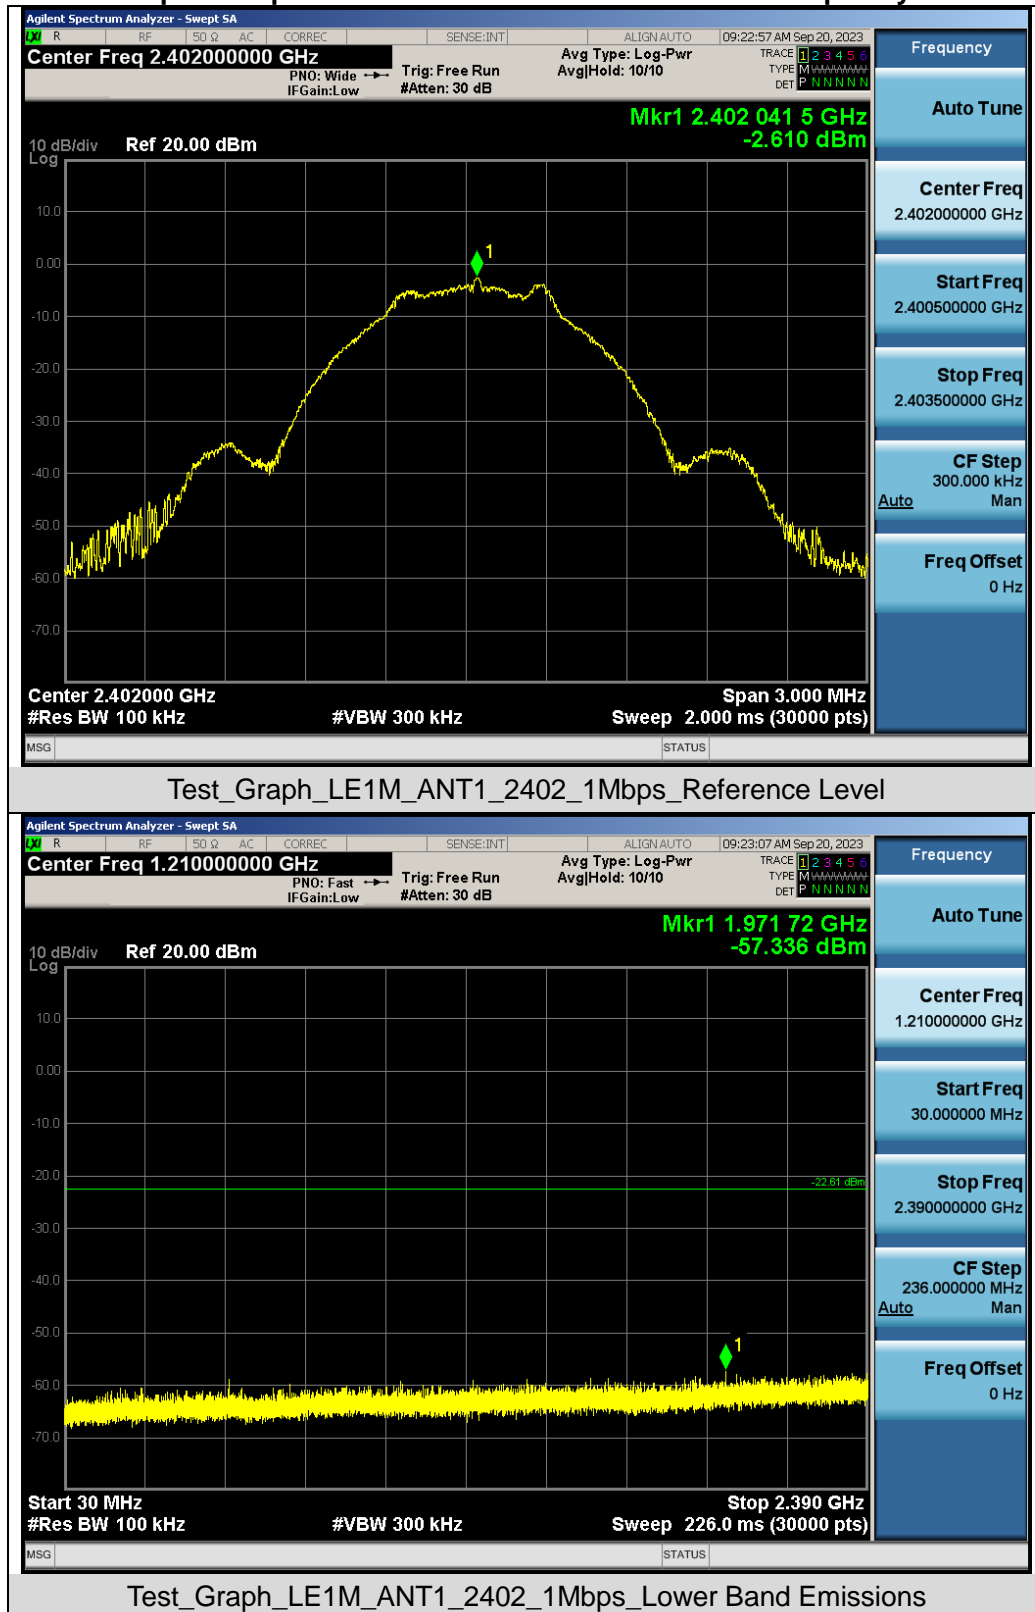 Agilent Spectrum Analyzer - Swept SA
LXI R RF 50 Ω AC CORREC SENSE:INT ALIGN AUTO 09:22:57 AM Sep 20, 2023
Center Freq 2.402000000 GHz
PNO: Wide
IFGain:Low
Trig: Free Run
#Atten: 30 dB
Avg Type: Log-Pwr
Avg|Hold: 10/10
TRACE 1 2 3 4 5 6
TYPE M WWWWW
DET P N N N N N
Mkr1 2.402 041 5 GHz
-2.610 dBm
10 dB/div Ref 20.00 dBm
Log
10.0
0.00
-10.0
-20.0
-30.0
-40.0
-50.0
-60.0
-70.0
1
Center 2.402000 GHz Span 3.000 MHz
#Res BW 100 kHz #VBW 300 kHz Sweep 2.000 ms (30000 pts)
MSG STATUS
Frequency
Auto Tune
Center Freq
2.402000000 GHz
Start Freq
2.400500000 GHz
Stop Freq
2.403500000 GHz
CF Step
300.000 kHz
Auto Man
Freq Offset
0 Hz
Test_Graph_LE1M_ANT1_2402_1Mbps_Reference Level
Agilent Spectrum Analyzer - Swept SA
LXI R RF 50 Ω AC CORREC SENSE:INT ALIGN AUTO 09:23:07 AM Sep 20, 2023
Center Freq 1.210000000 GHz
PNO: Fast
IFGain:Low
Trig: Free Run
#Atten: 30 dB
Avg Type: Log-Pwr
Avg|Hold: 10/10
TRACE 1 2 3 4 5 6
TYPE M WWWWW
DET P N N N N N
Mkr1 1.971 72 GHz
-57.336 dBm
10 dB/div Ref 20.00 dBm
Log
10.0
0.00
-10.0
-20.0
-30.0
-40.0
-50.0
-60.0
-70.0
-22.61 dBm
1
Start 30 MHz Stop 2.390 GHz
#Res BW 100 kHz #VBW 300 kHz Sweep 226.0 ms (30000 pts)
MSG STATUS
Frequency
Auto Tune
Center Freq
1.210000000 GHz
Start Freq
30.000000 MHz
Stop Freq
2.390000000 GHz
CF Step
236.000000 MHz
Auto Man
Freq Offset
0 Hz
Test_Graph_LE1M_ANT1_2402_1Mbps_Lower Band Emissions